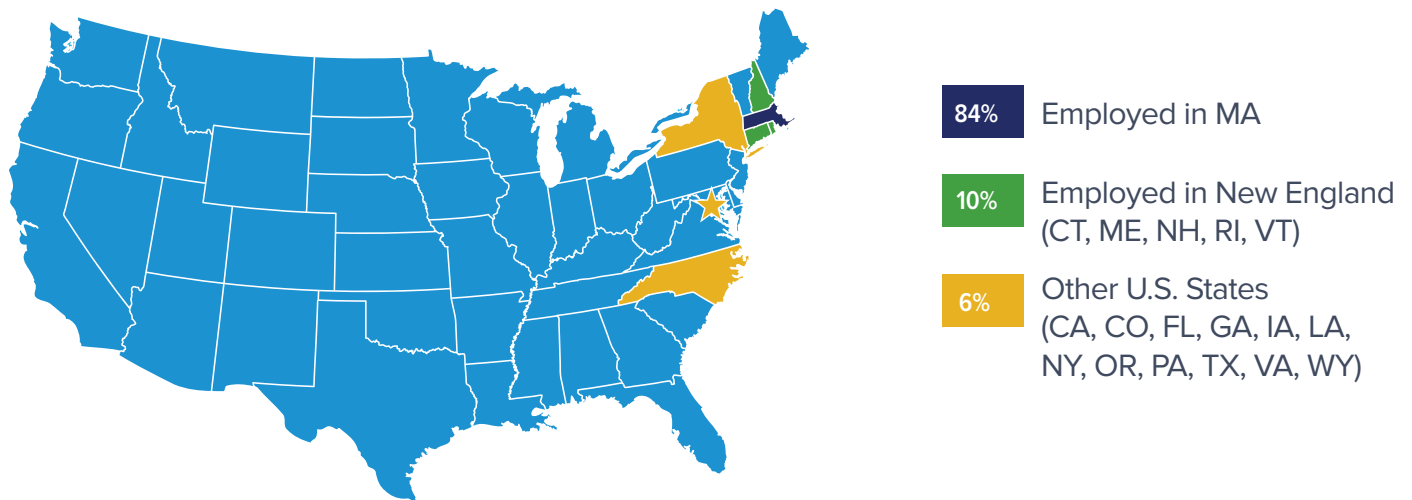 84% Employed in MA
10% Employed in New England
(CT, ME, NH, RI, VT)
6% Other U.S. States
(CA, CO, FL, GA, IA, LA,
NY, OR, PA, TX, VA, WY)